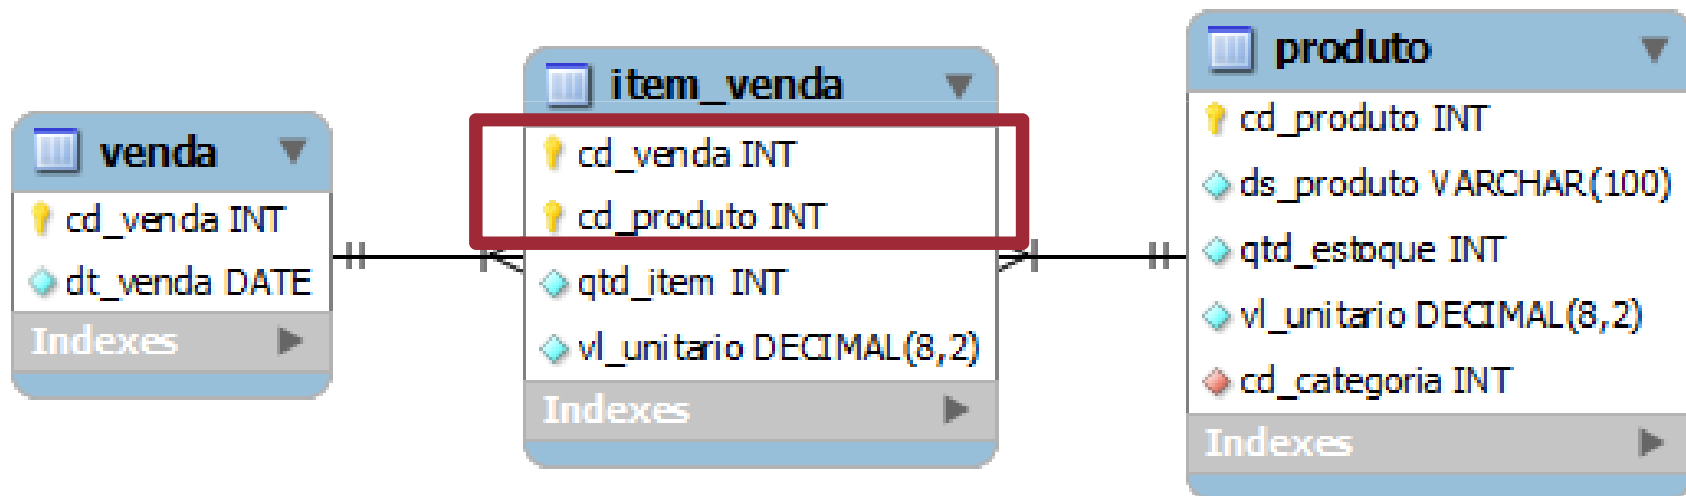 venda
cd_venda INT
dt_venda DATE
Indexes
item_venda
cd_venda INT
cd_produto INT
qtd_item INT
vl_unitario DECIMAL(8,2)
Indexes
produto
cd_produto INT
ds_produto VARCHAR(100)
qtd_estoque INT
vl_unitario DECIMAL(8,2)
cd_categoria INT
Indexes